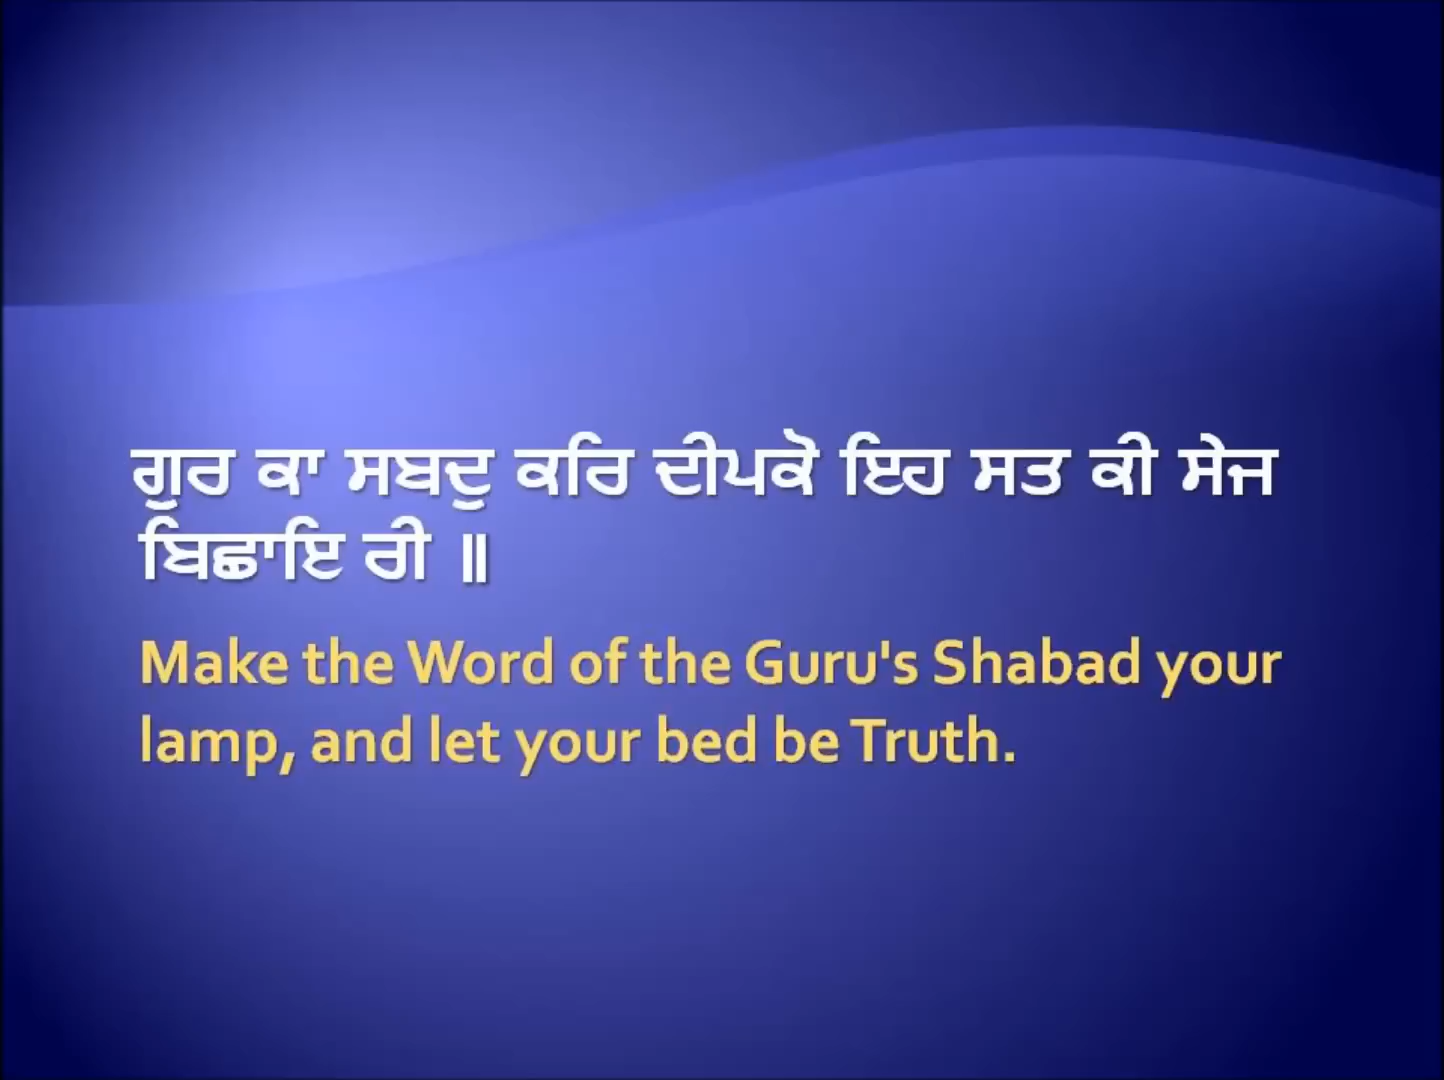 ਗੁਰ ਕਾ ਸਬਦੁ ਕਰਿ ਦੀਪਕੋ ਇਹ ਸਤ ਕੀ ਸੇਜ
ਬਿਛਾਇ ਰੀ ॥
Make the Word of the Guru's Shabad your
lamp, and let your bed be Truth.